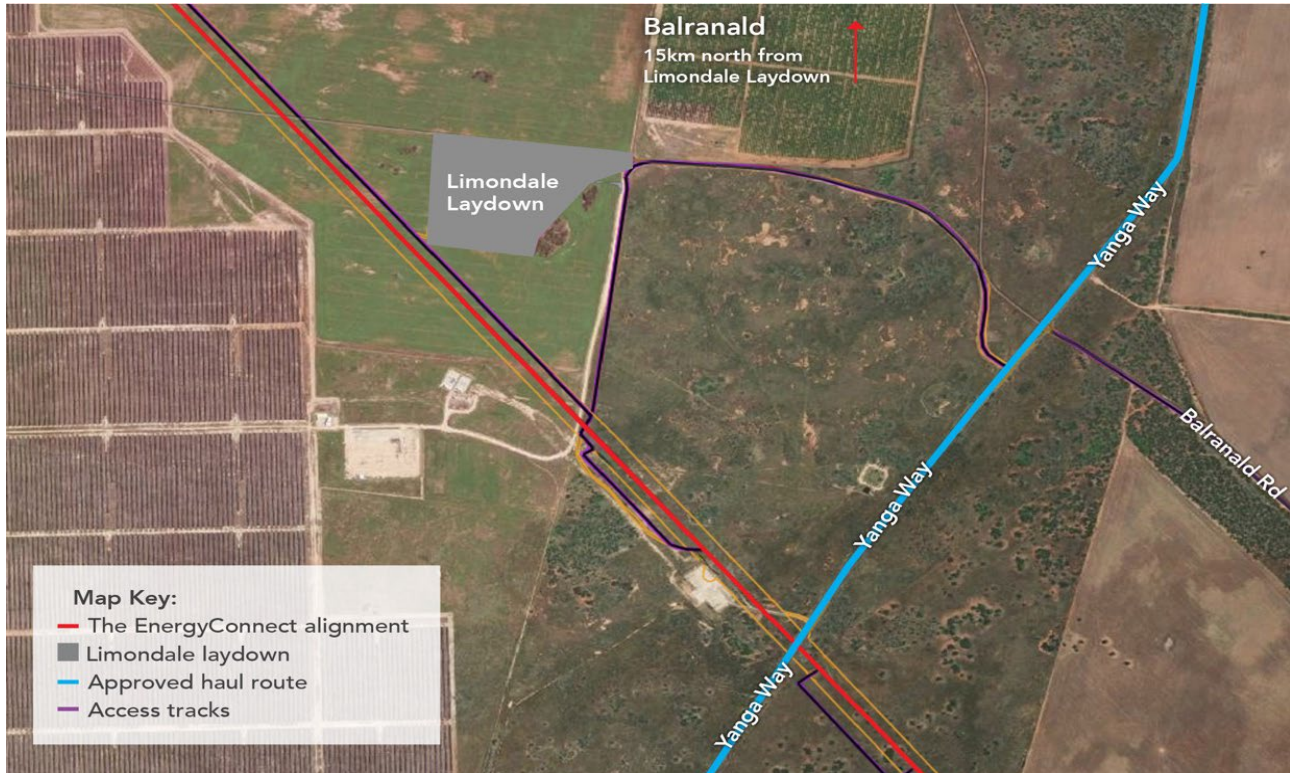 Balranald
15km north from
Limondale Laydown
Limondale
Laydown
Yanga Way
Balranald Rd
Yanga Way
Yanga Way
Map Key:
The EnergyConnect alignment
Limondale laydown
Approved haul route
Access tracks